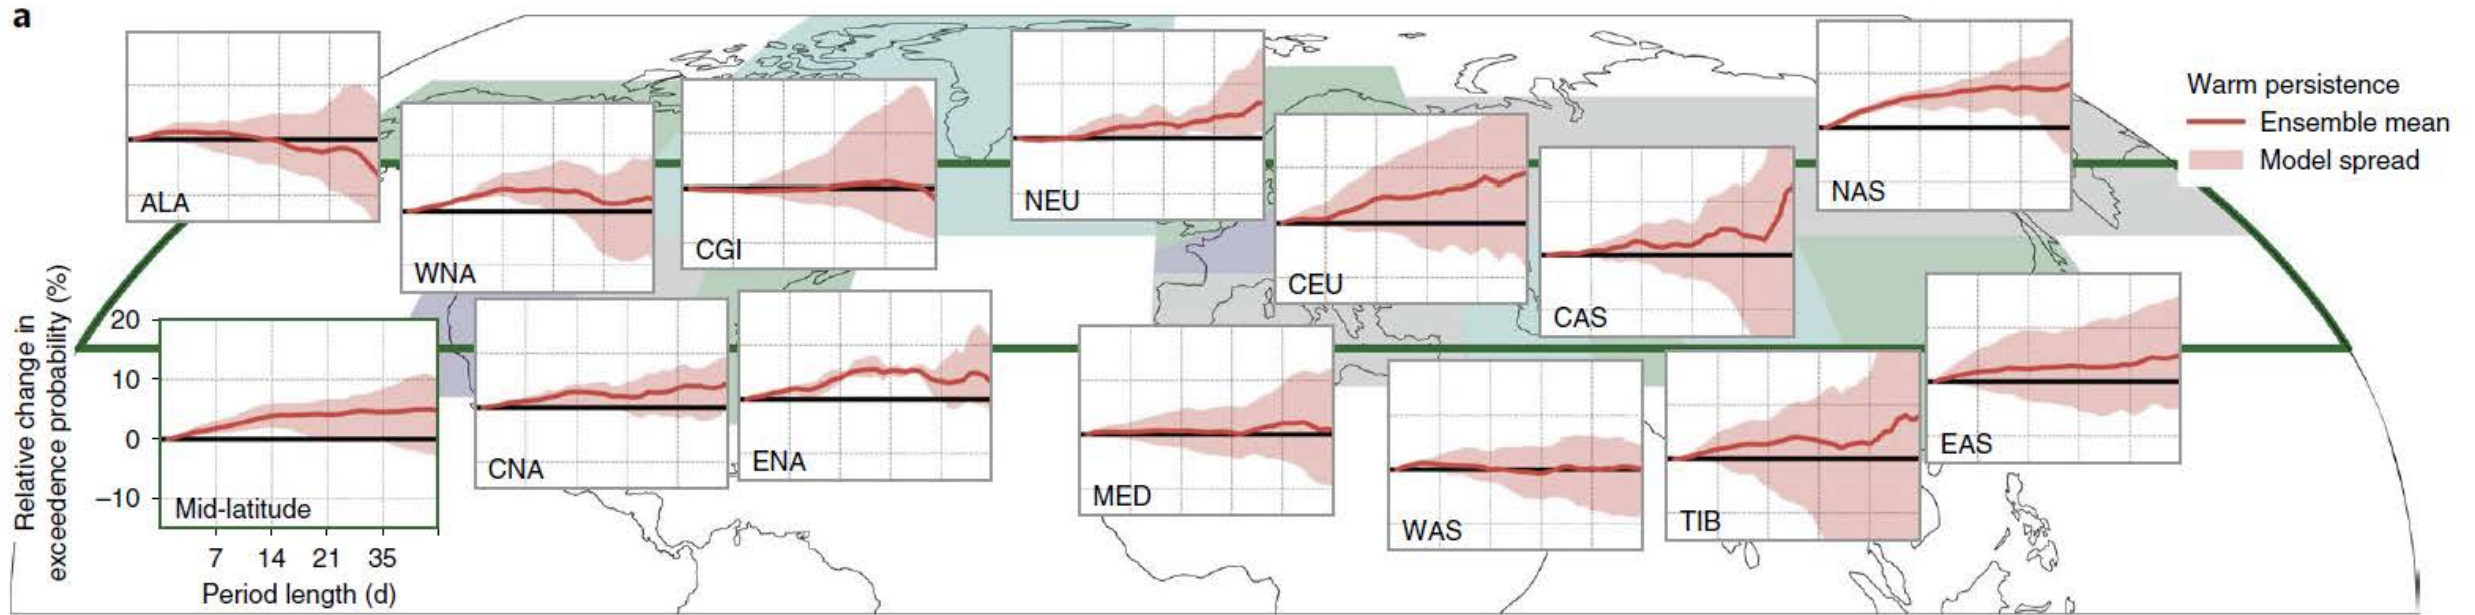 a
ALA
WNA
CGI
NEU
CEU
CAS
NAS
Warm persistence
Ensemble mean
Model spread
Relative change in
exceedence probability (%)
20
10
0
−10
Mid-latitude
7 14 21 35
Period length (d)
CNA
ENA
MED
WAS
TIB
EAS